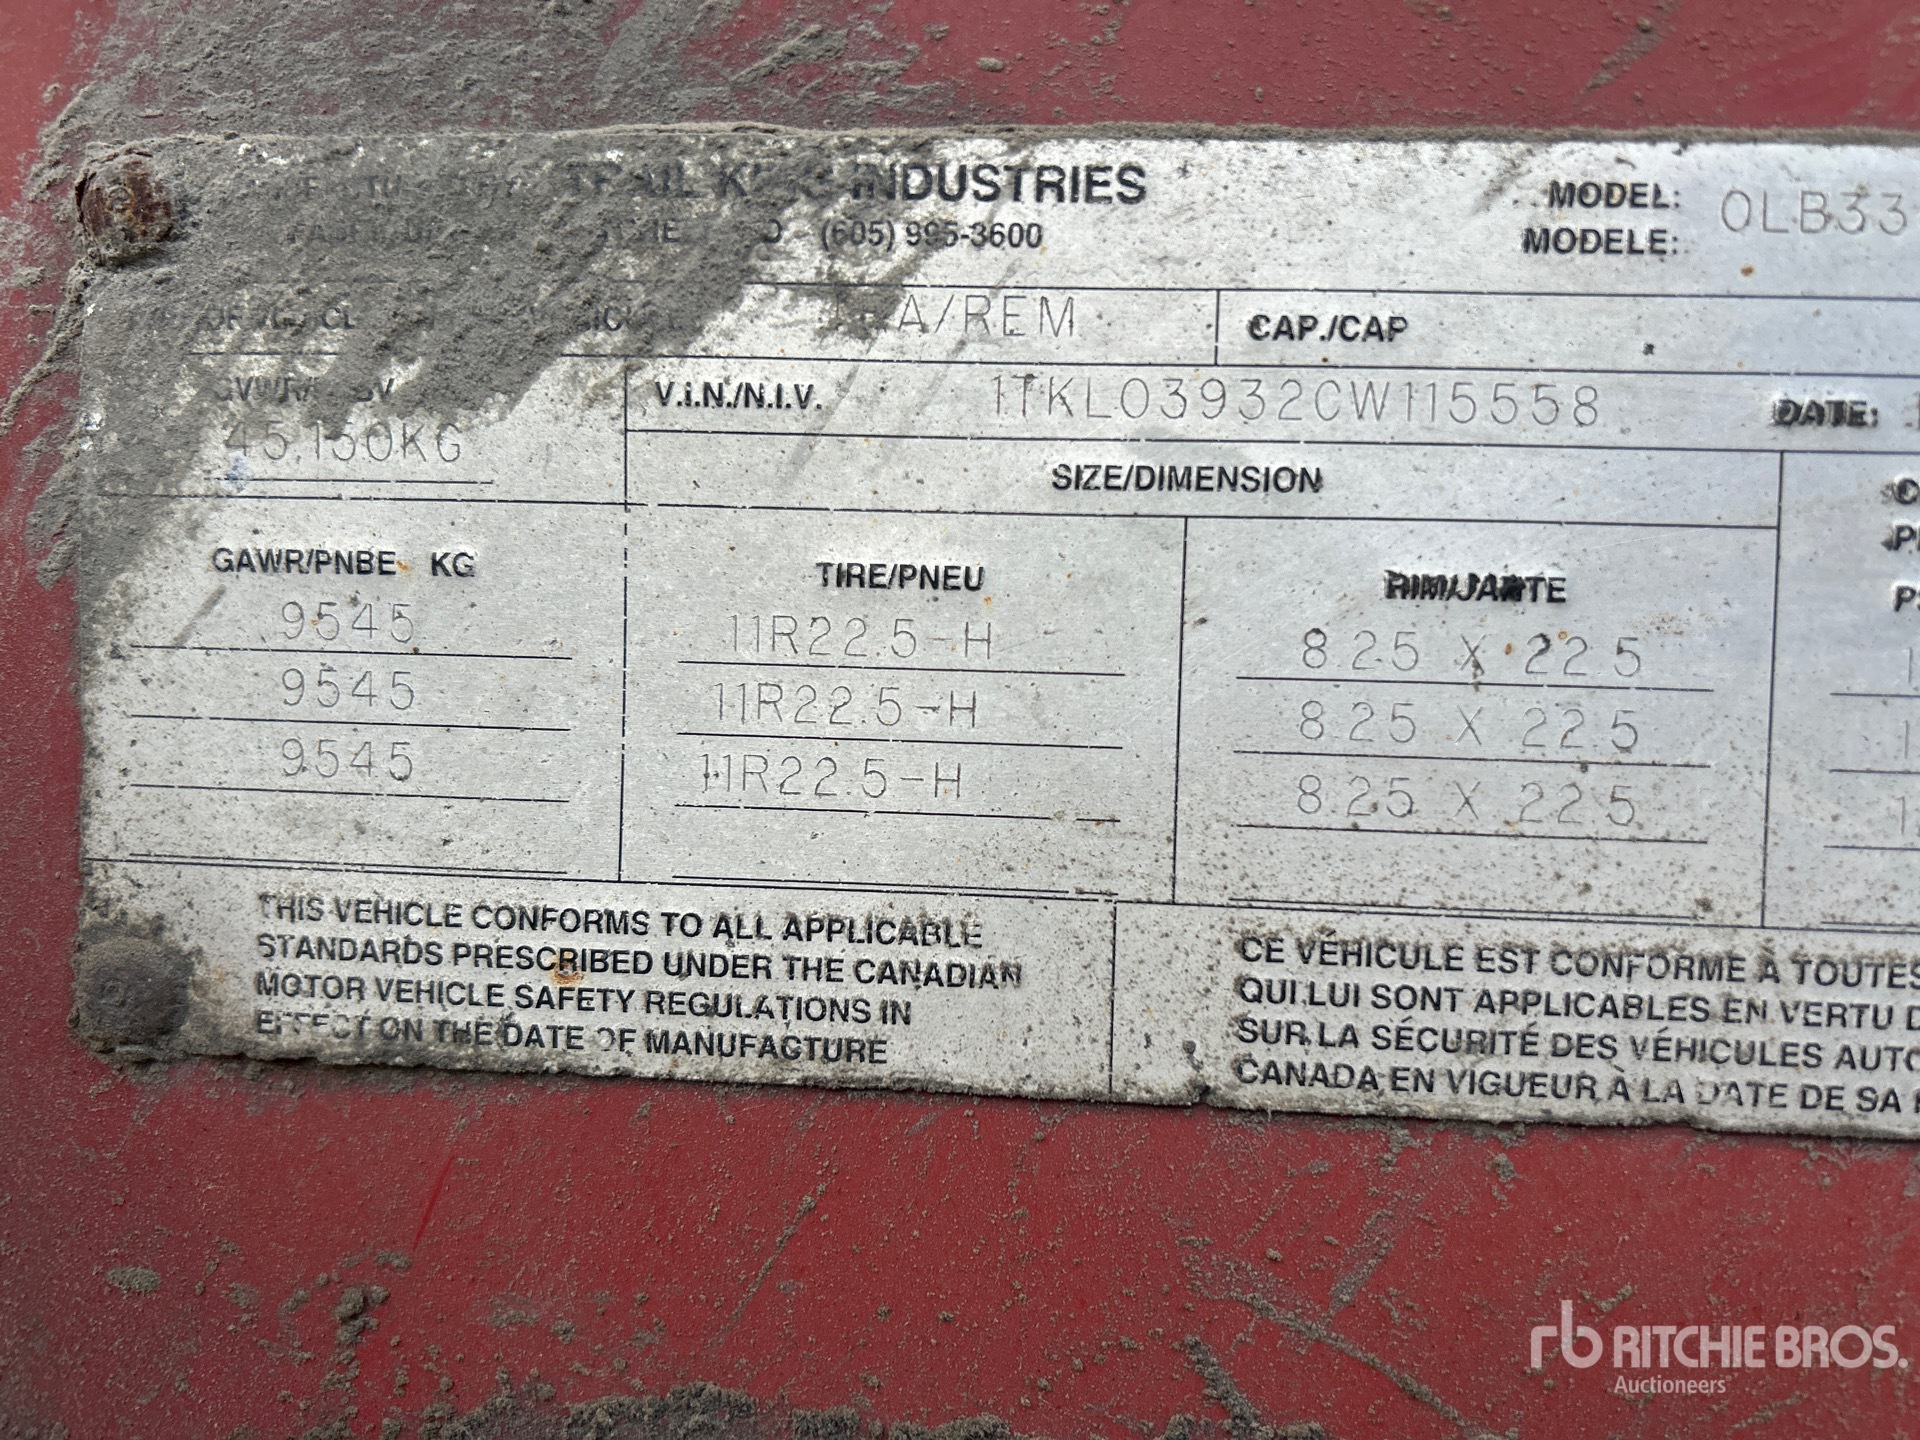 INDUSTRIES
(605) 995-3600
MODEL: 0LB33
MODELE:
A/REM
CAP./CAP
V.I.N./N.I.V. 1TKL03932CW115558 DATE:
45,150KG
SIZE/DIMENSION
GAWR/PNBE KG TIRE/PNEU RIM/JANTE
9545 11R22.5-H 8.25 X 22.5
9545 11R22.5-H 8.25 X 22.5
9545 11R22.5-H 8.25 X 22.5
THIS VEHICLE CONFORMS TO ALL APPLICABLE
STANDARDS PRESCRIBED UNDER THE CANADIAN
MOTOR VEHICLE SAFETY REGULATIONS IN
EFFECT ON THE DATE OF MANUFACTURE
CE VÉHICULE EST CONFORME À TOUTES
QUI LUI SONT APPLICABLES EN VERTU D
SUR LA SÉCURITÉ DES VÉHICULES AUTO
CANADA EN VIGUEUR À LA DATE DE SA
rb RITCHIE BROS.
Auctioneers